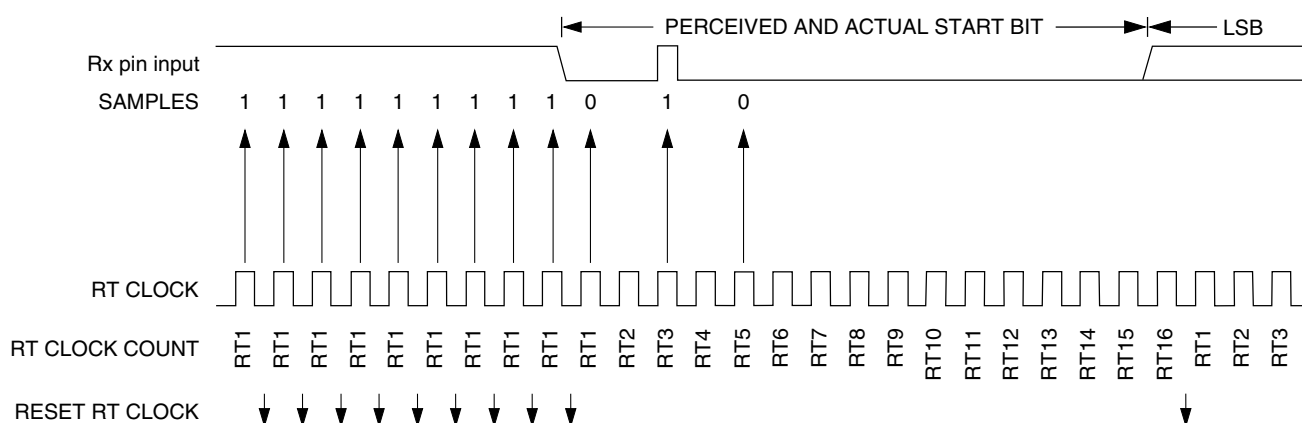 PERCEIVED AND ACTUAL START BIT LSB
Rx pin input
SAMPLES 1 1 1 1 1 1 1 1 1 0 1 0
RT CLOCK
RT CLOCK COUNT RT1 RT1 RT1 RT1 RT1 RT1 RT1 RT1 RT1 RT1 RT2 RT3 RT4 RT5 RT6 RT7 RT8 RT9 RT10 RT11 RT12 RT13 RT14 RT15 RT16 RT1 RT2 RT3
RESET RT CLOCK